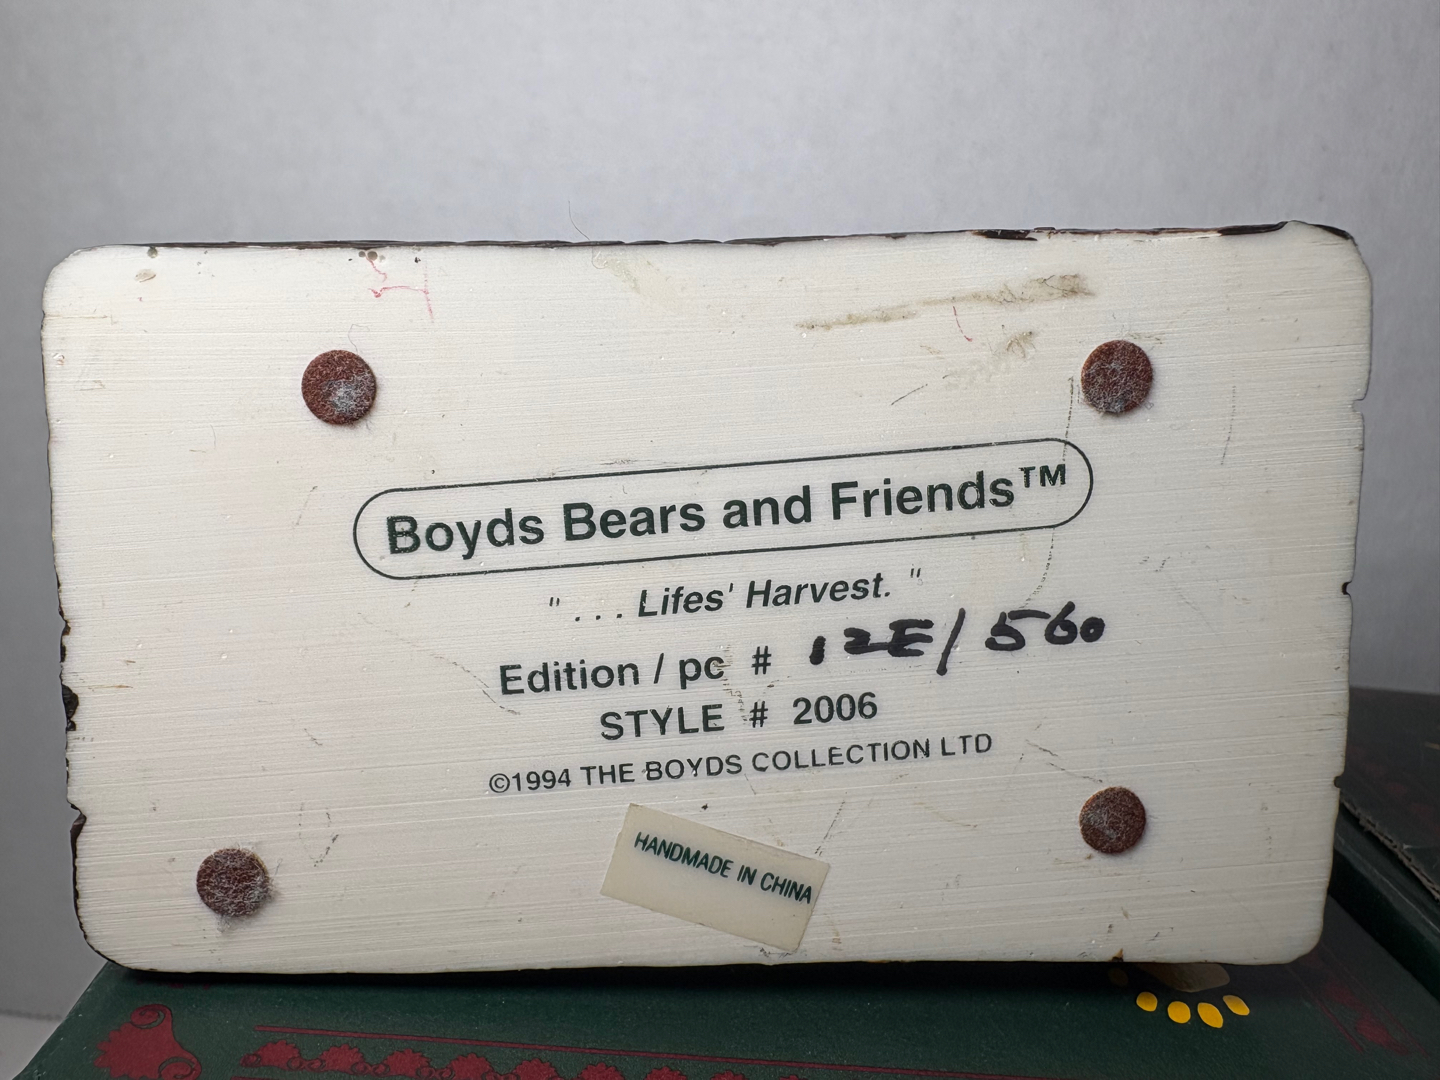 Boyds Bears and Friends™
" . . . Lifes' Harvest. "
Edition / pc # 12E/560
STYLE # 2006
©1994 THE BOYDS COLLECTION LTD
HANDMADE IN CHINA